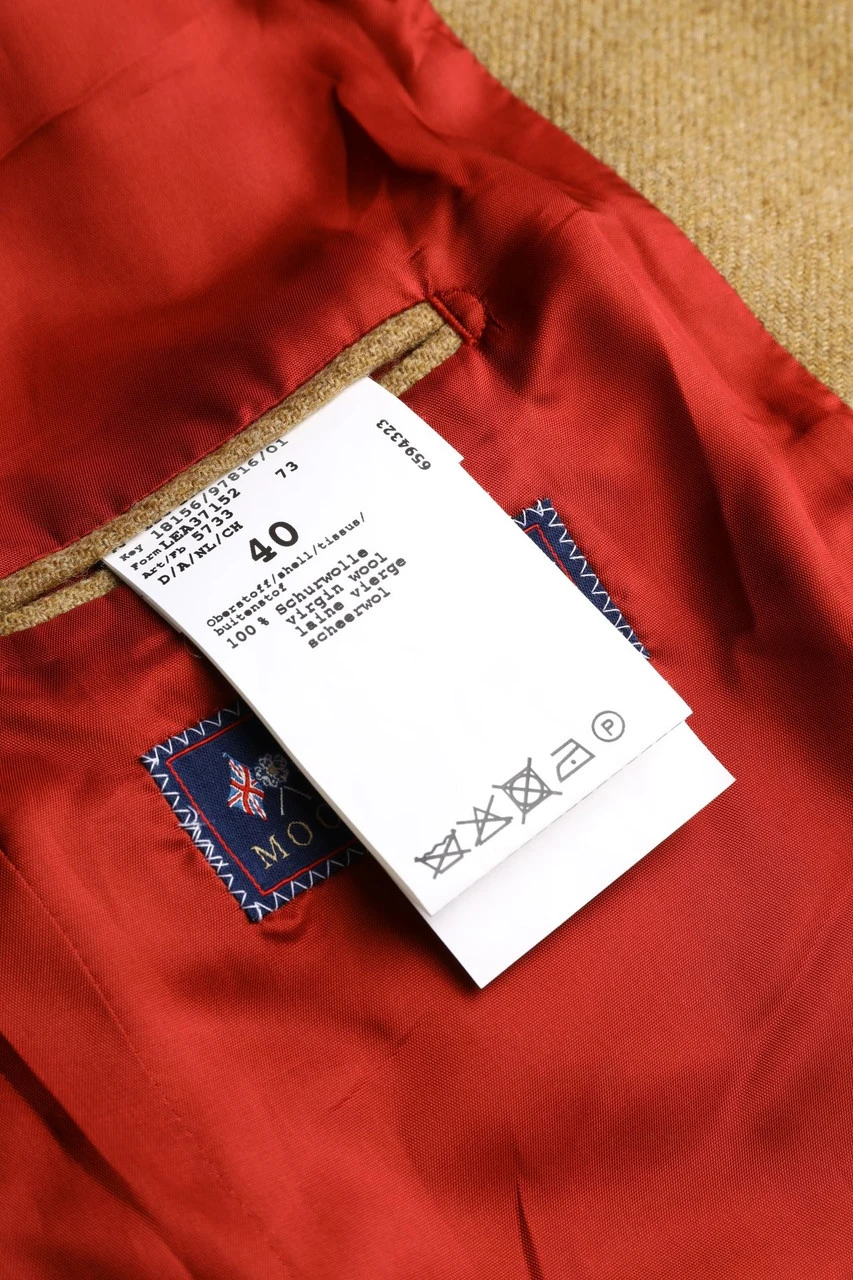 Key 18156/97816/01
Form LEA37152 73
Art/Fb 5733
D/A/NL/CH
40
6594323
Oberstoff/shell/tissus/
buitenstof
100 % Schurwolle
virgin wool
laine vierge
scheerwol
P
MOO